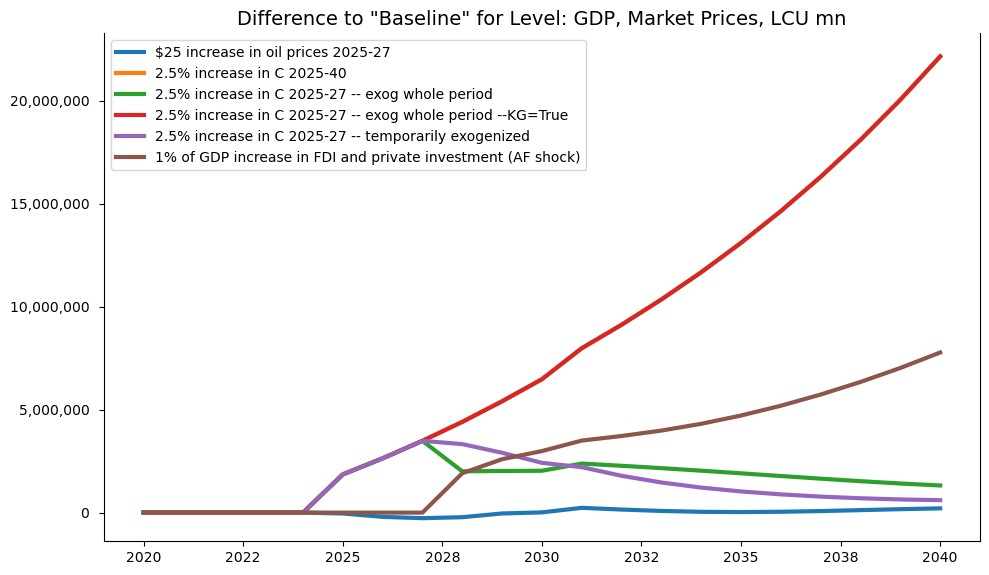 Difference to "Baseline" for Level: GDP, Market Prices, LCU mn
$25 increase in oil prices 2025-27
2.5% increase in C 2025-40
2.5% increase in C 2025-27 -- exog whole period
2.5% increase in C 2025-27 -- exog whole period --KG=True
2.5% increase in C 2025-27 -- temporarily exogenized
1% of GDP increase in FDI and private investment (AF shock)
20,000,000
15,000,000
10,000,000
5,000,000
0
2020 2022 2025 2028 2030 2032 2035 2038 2040